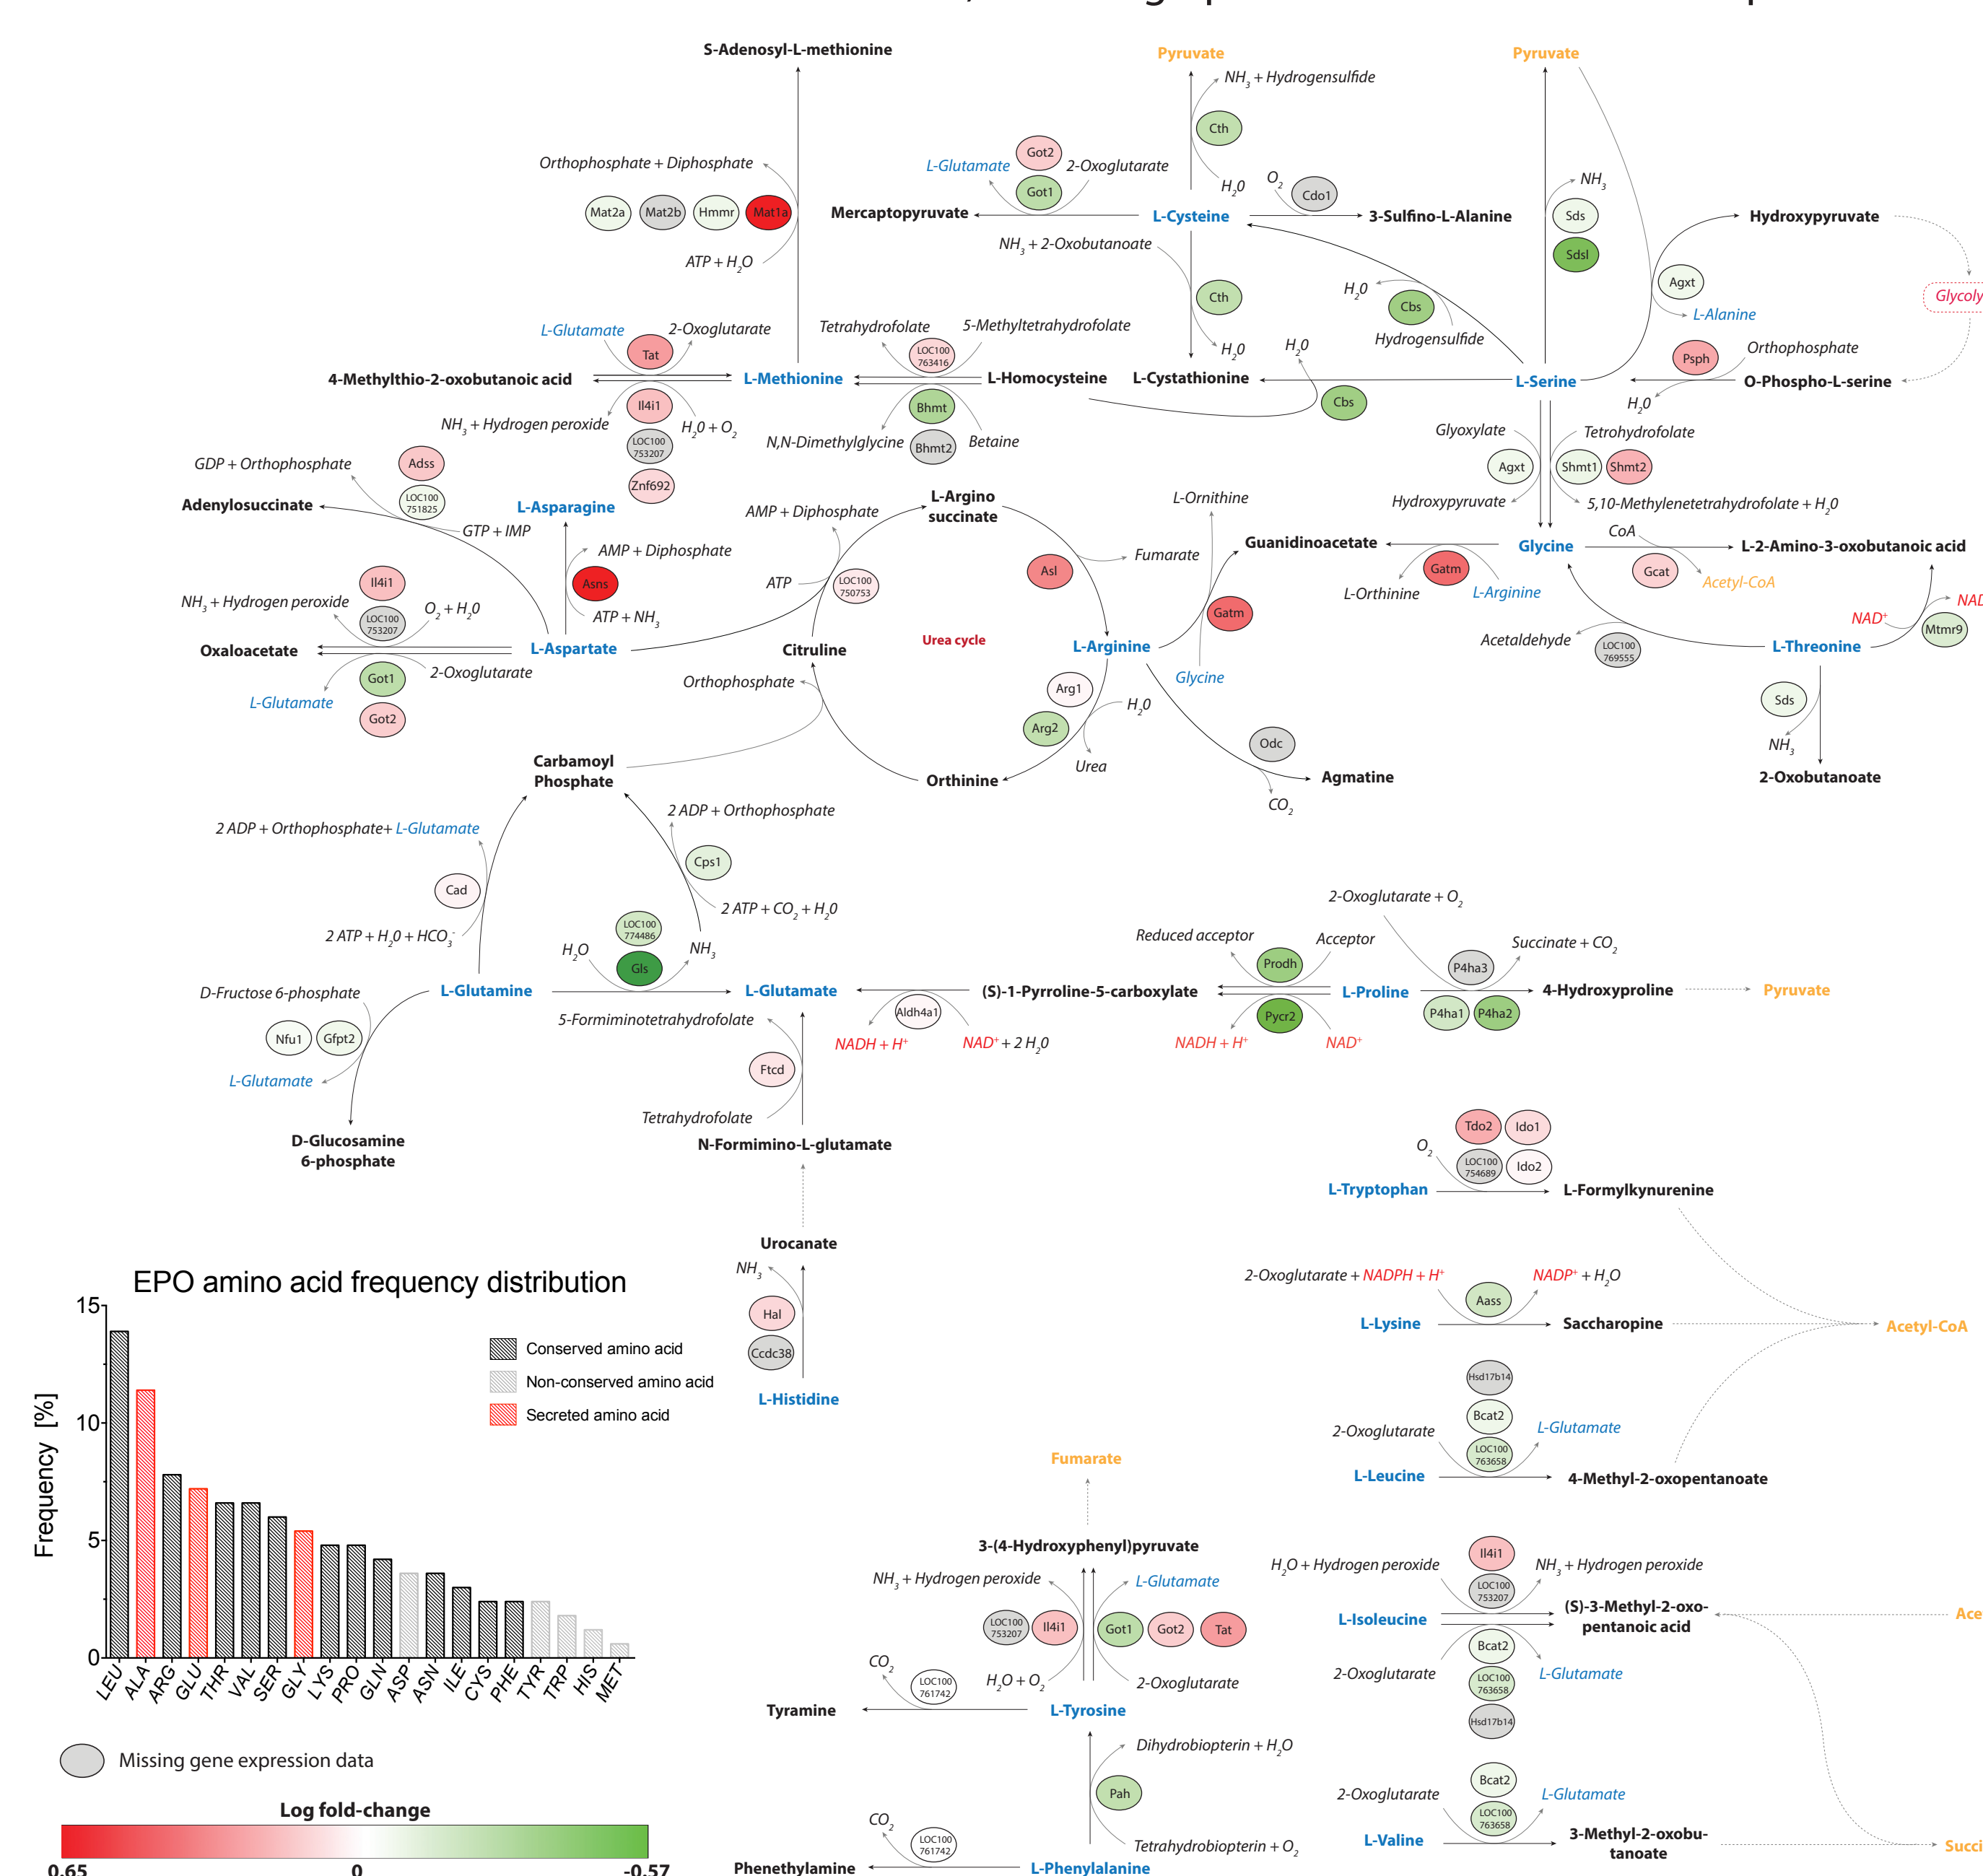 S-Adenosyl-L-methionine
Pyruvate
Pyruvate
NH3 + Hydrogensulfide
Cth
Orthophosphate + Diphosphate
L-Glutamate
Got2
2-Oxoglutarate
Got1
H20
O2
Cdo1
NH3
Mat2a
Mat2b
Hmmr
Mat1a
Mercaptopyruvate
L-Cysteine
3-Sulfino-L-Alanine
Sds
Hydroxypyruvate
NH3 + 2-Oxobutanoate
Sdsl
ATP + H2O
Cth
H20
Cbs
Hydrogensulfide
Agxt
L-Alanine
Glycoly
L-Glutamate
2-Oxoglutarate
Tat
Tetrahydrofolate
5-Methyltetrahydrofolate
LOC100
763416
H20
H20
Psph
Orthophosphate
4-Methylthio-2-oxobutanoic acid
L-Methionine
L-Homocysteine
L-Cystathionine
L-Serine
O-Phospho-L-serine
H20
Il4i1
Bhmt
Cbs
NH3 + Hydrogen peroxide
H20 + O2
LOC100
753207
N,N-Dimethylglycine
Bhmt2
Betaine
Znf692
Glyoxylate
Tetrohydrofolate
Agxt
Shmt1
Shmt2
Hydroxypyruvate
5,10-Methylenetetrahydrofolate + H20
GDP + Orthophosphate
Adss
LOC100
751825
Adenylosuccinate
GTP + IMP
L-Asparagine
AMP + Diphosphate
Asns
ATP + NH3
AMP + Diphosphate
L-Argino
succinate
L-Ornithine
ATP
LOC100
750753
Asl
Fumarate
Guanidinoacetate
Glycine
CoA
L-2-Amino-3-oxobutanoic acid
Gatm
Gcat
L-Orthinine
L-Arginine
Acetyl-CoA
Gatm
NAD+
NAD
Mtmr9
NH3 + Hydrogen peroxide
Il4i1
LOC100
753207
O2 + H20
Oxaloacetate
L-Aspartate
Citruline
Urea cycle
L-Arginine
Acetaldehyde
LOC100
769555
L-Threonine
Got1
2-Oxoglutarate
L-Glutamate
Got2
Orthophosphate
Arg1
Glycine
H20
Arg2
Urea
Odc
Sds
NH3
Carbamoyl
Phosphate
Orthinine
Agmatine
CO2
2-Oxobutanoate
2 ADP + Orthophosphate+ L-Glutamate
2 ADP + Orthophosphate
Cps1
Cad
2 ATP + CO2 + H20
2 ATP + H20 + HCO3-
LOC100
774486
H2O
NH3
Gls
L-Glutamine
L-Glutamate
(S)-1-Pyrroline-5-carboxylate
L-Proline
4-Hydroxyproline
Pyruvate
2-Oxoglutarate + O2
Reduced acceptor
Acceptor
Succinate + CO2
Prodh
P4ha3
Aldh4a1
Pycr2
P4ha1
P4ha2
NADH + H+
NAD+ + 2 H20
NADH + H+
NAD+
D-Fructose 6-phosphate
Nfu1
Gfpt2
L-Glutamate
D-Glucosamine
6-phosphate
5-Formiminotetrahydrofolate
Ftcd
Tetrahydrofolate
N-Formimino-L-glutamate
Urocanate
NH3
Hal
Ccdc38
L-Histidine
Tdo2
Ido1
O2
LOC100
754689
Ido2
L-Tryptophan
L-Formylkynurenine
2-Oxoglutarate + NADPH + H+
NADP+ + H2O
Aass
L-Lysine
Saccharopine
Acetyl-CoA
Hsd17b14
Bcat2
2-Oxoglutarate
L-Glutamate
LOC100
763658
L-Leucine
4-Methyl-2-oxopentanoate
EPO amino acid frequency distribution
Frequency [%]
15
10
5
0
Conserved amino acid
Non-conserved amino acid
Secreted amino acid
LEU
ALA
ARG
GLU
THR
VAL
SER
GLY
LYS
PRO
GLN
ASP
ASN
ILE
CYS
PHE
TYR
TRP
HIS
MET
Fumarate
3-(4-Hydroxyphenyl)pyruvate
NH3 + Hydrogen peroxide
L-Glutamate
LOC100
753207
Il4i1
Got1
Got2
Tat
H2O + O2
2-Oxoglutarate
CO2
LOC100
761742
Tyramine
L-Tyrosine
Dihydrobiopterin + H2O
Pah
Tetrahydrobiopterin + O2
CO2
LOC100
761742
Phenethylamine
L-Phenylalanine
H2O + Hydrogen peroxide
Il4i1
NH3 + Hydrogen peroxide
LOC100
753207
L-Isoleucine
(S)-3-Methyl-2-oxo-
pentanoic acid
Ace
Bcat2
2-Oxoglutarate
L-Glutamate
LOC100
763658
Hsd17b14
Bcat2
2-Oxoglutarate
L-Glutamate
LOC100
763658
L-Valine
3-Methyl-2-oxobu-
tanoate
Succi
Missing gene expression data
Log fold-change
0.65
0
-0.57